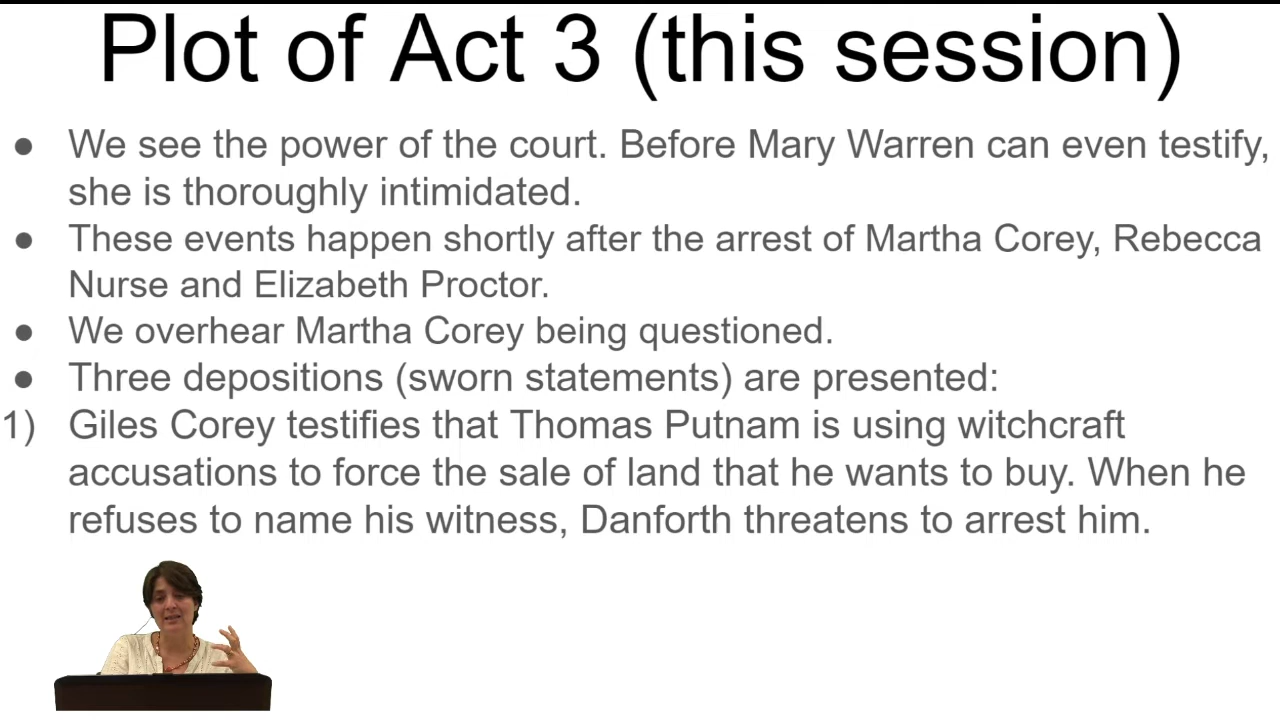 Plot of Act 3 (this session)
● We see the power of the court. Before Mary Warren can even testify,
she is thoroughly intimidated.
● These events happen shortly after the arrest of Martha Corey, Rebecca
Nurse and Elizabeth Proctor.
● We overhear Martha Corey being questioned.
● Three depositions (sworn statements) are presented:
1) Giles Corey testifies that Thomas Putnam is using witchcraft
accusations to force the sale of land that he wants to buy. When he
refuses to name his witness, Danforth threatens to arrest him.